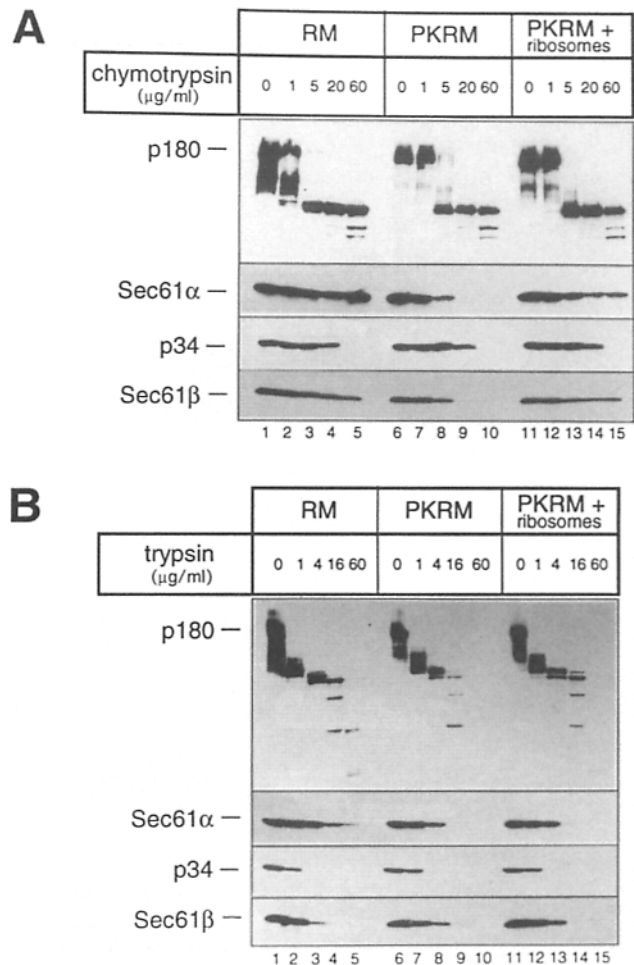 A
RM PKRM PKRM + ribosomes
chymotrypsin (μg/ml)
0 1 5 20 60 0 1 5 20 60 0 1 5 20 60
p180
Sec61α
p34
Sec61β
1 2 3 4 5 6 7 8 9 10 11 12 13 14 15
B
RM PKRM PKRM + ribosomes
trypsin (μg/ml)
0 1 4 16 60 0 1 4 16 60 0 1 4 16 60
p180
Sec61α
p34
Sec61β
1 2 3 4 5 6 7 8 9 10 11 12 13 14 15